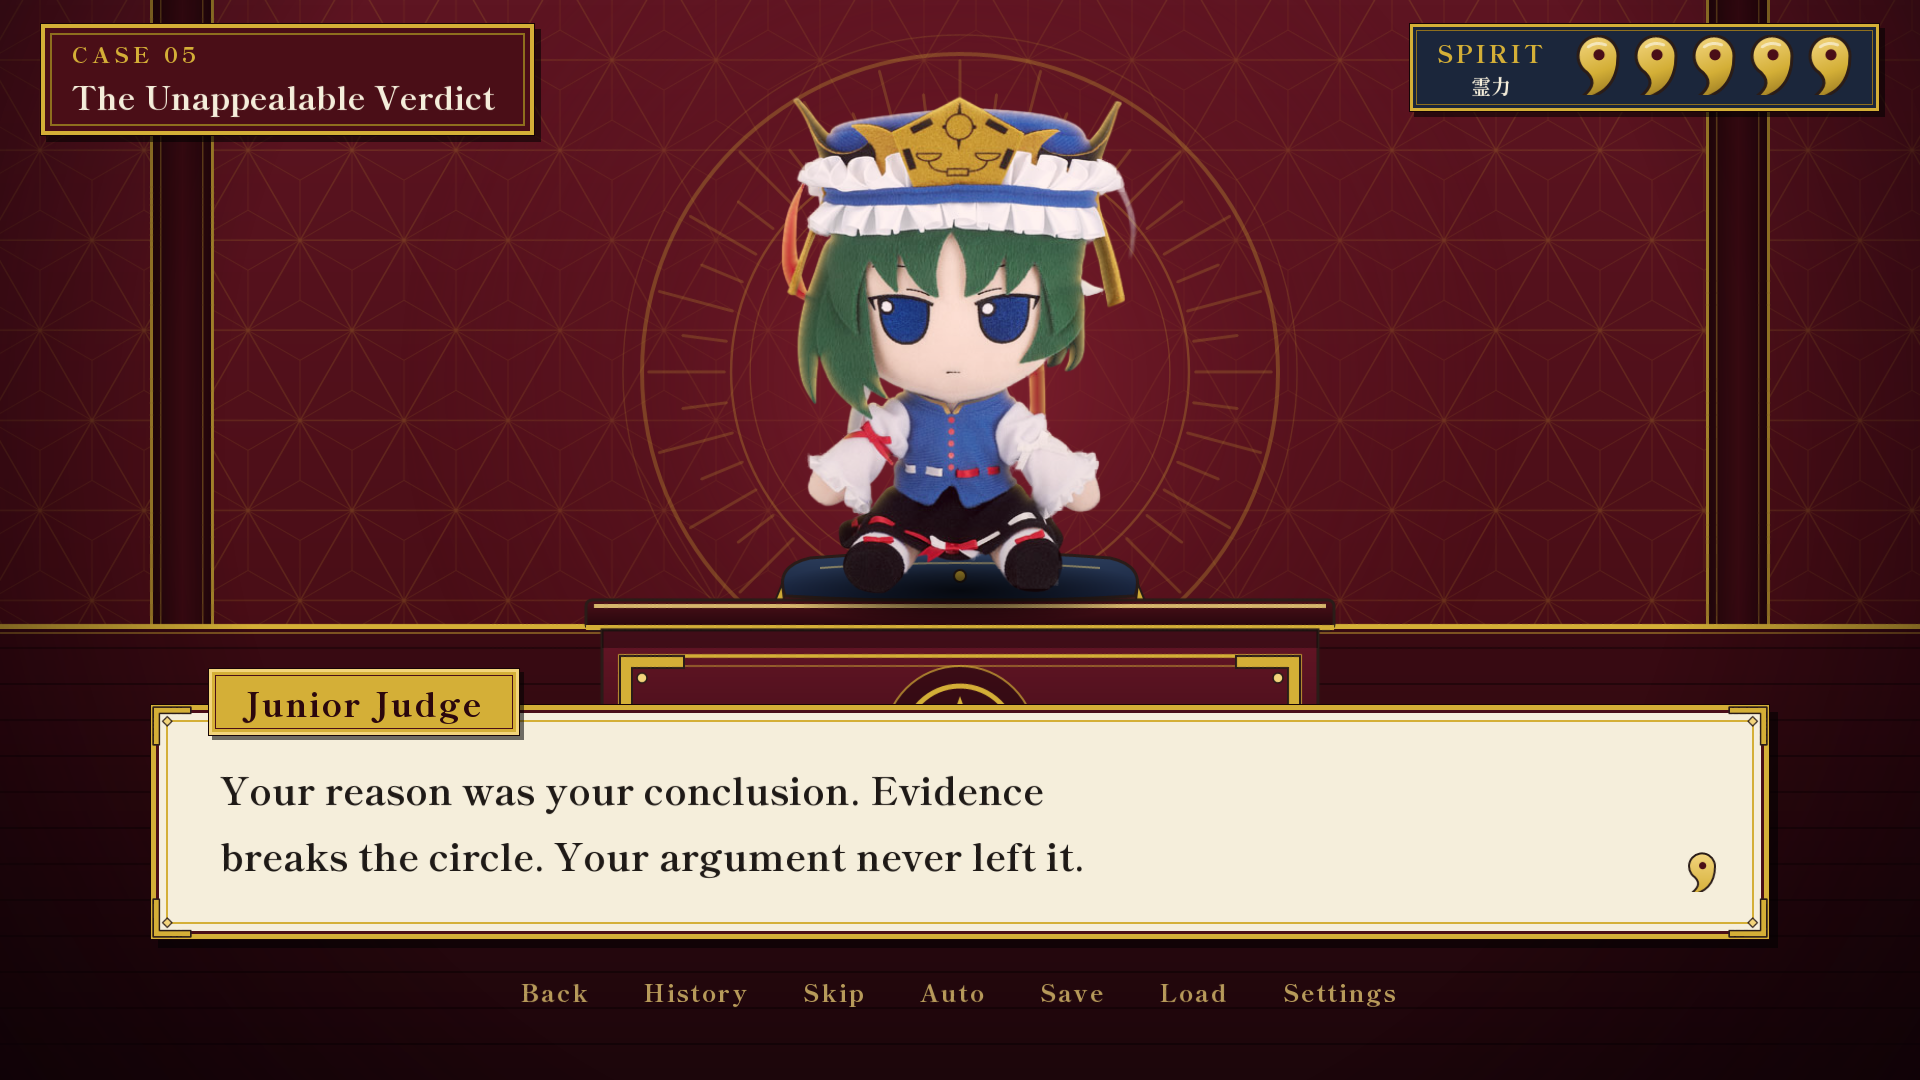 CASE 05
The Unappealable Verdict
SPIRIT
霊力
Junior Judge
Your reason was your conclusion. Evidence
breaks the circle. Your argument never left it.
Back History Skip Auto Save Load Settings